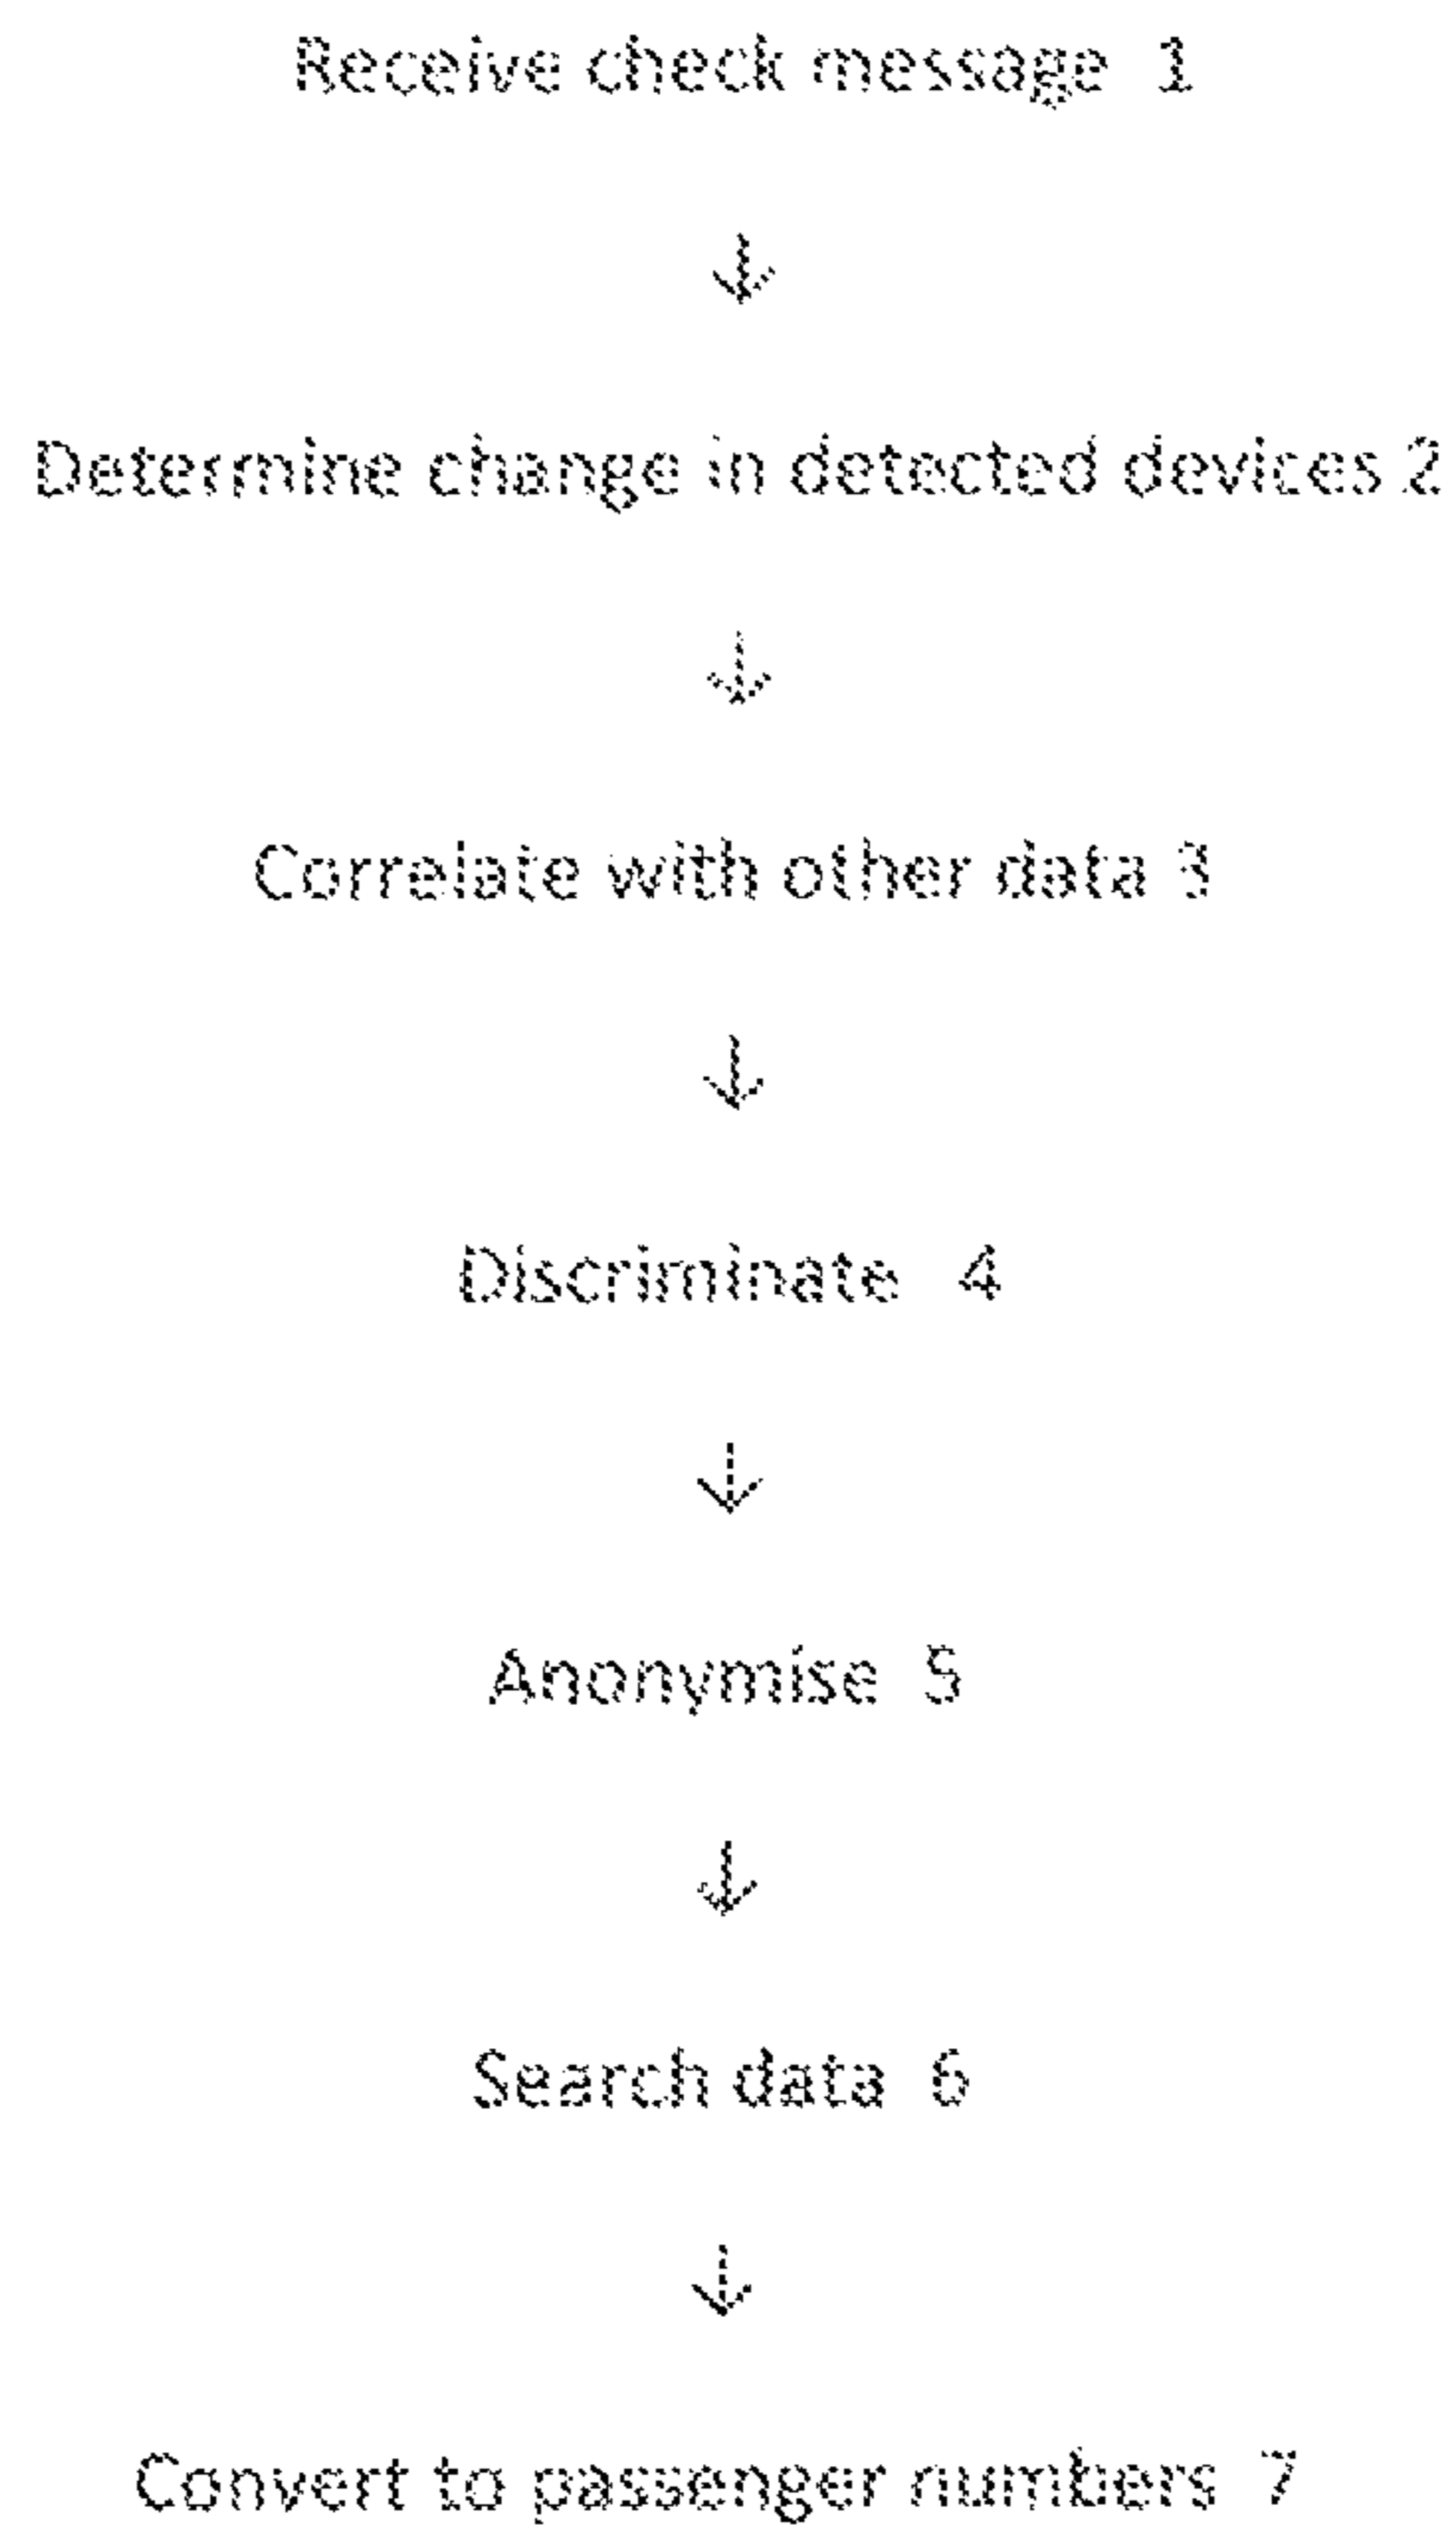 Receive check message 1
↓
Determine change in detected devices 2
↓
Correlate with other data 3
↓
Discriminate 4
↓
Anonymise 5
↓
Search data 6
↓
Convert to passenger numbers 7